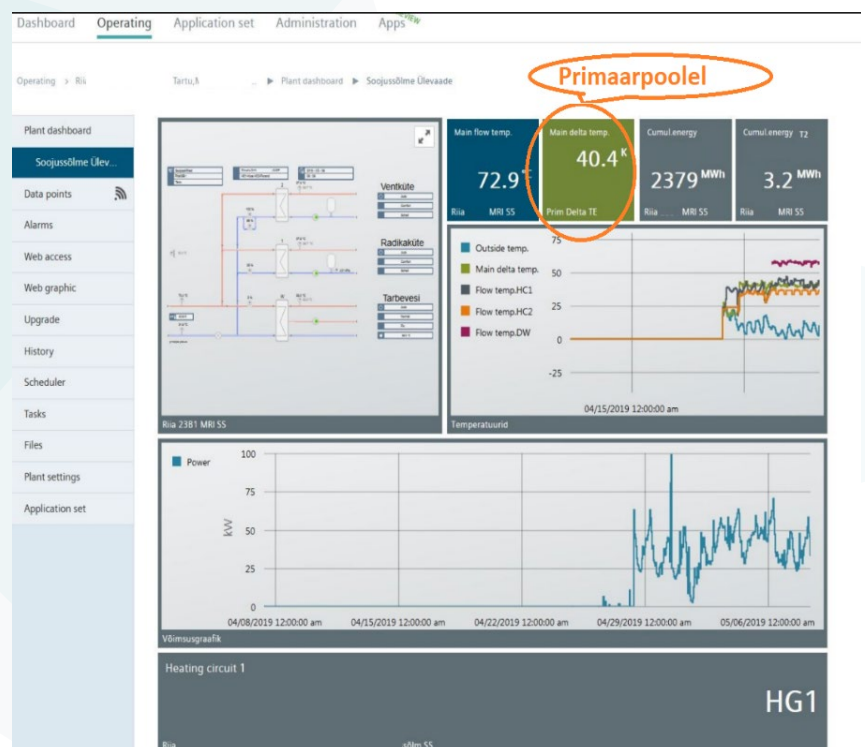 Dashboard Operating Application set Administration Apps
Operating > Rii Tartu, Plant dashboard Soojussõlme Ülevaade
Primaarpoolel
Plant dashboard
Soojussõlme Ülev...
Data points
Alarms
Web access
Web graphic
Upgrade
History
Scheduler
Tasks
Files
Plant settings
Application set
Ventküte
Radikaküte
Tarbevesi
Riia 2381 MRI 55
Main flow temp.
72.9
Riia MRI 55
Main delta temp.
40.4 K
Prim Delta TE
Cumul.energy
2379 MWh
Riia MRI 55
Cumul.energy T2
3.2 MWh
Riia MRI 55
Outside temp.
Main delta temp.
Flow temp.HC1
Flow temp.HC2
Flow temp.DW
75
50
25
0
-25
04/15/2019 12:00:00 am
Temperatuurid
Power
kW
100
75
50
25
0
04/08/2019 12:00:00 am 04/15/2019 12:00:00 am 04/22/2019 12:00:00 am 04/29/2019 12:00:00 am 05/06/2019 12:00:00 am
Võimsusgraafik
Heating circuit 1
HG1
Riia sõlm 55